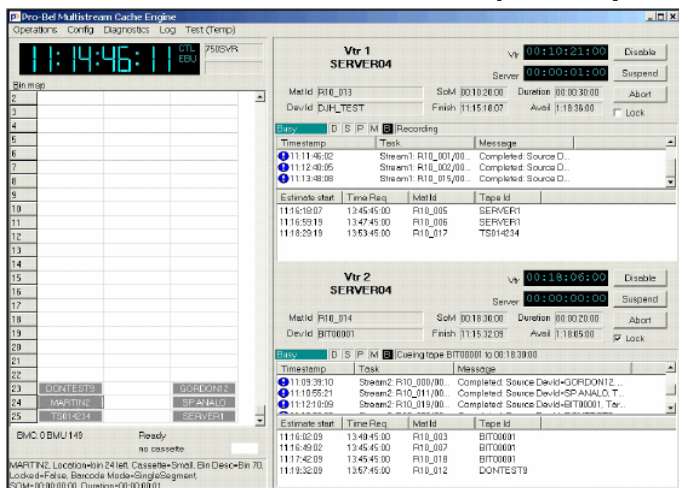 Pro-Bel Multistream Cache Engine
Operations Config Diagnostics Log Test (Temp)
11:14:46:11 CTL EBU 750SVR
Bin map
2
3
4
5
6
7
8
9
10
11
12
13
14
15
16
17
18
19
20
21
22
23 DONTEST9 GORDON12
24 MARTIN2 SP ANALO
25 TS014234 SERVER1
BMC: 0 BMU 149 Ready
no cassette
MARTIN2, Location=bin 24 left, Cassette=Small, Bin Desc=Bin 70,
Locked=False, Barcode Mode=SingleSegment,
SOM=00:00:00:00, Duration=00:00:00:01
Vtr 1
SERVER04
Vtr 00:10:21:00 Disable
Server 00:00:01:00 Suspend
MatId R10_013 SoM 00:10:20:00 Duration 00:00:30:00 Abort
DevId DJH_TEST Finish 11:15:18:07 Avail 1:18:36:00 Lock
Busy D S P M B Recording
Timestamp Task Message
11:11:46:02 Stream1: R10_001/00... Completed: Source D...
11:12:40:05 Stream1: R10_002/00... Completed: Source D...
11:13:48:08 Stream1: R10_015/00... Completed: Source D...
Estimate start Time Req MatId Tape Id
11:16:18:07 13:45:45:00 R10_005 SERVER1
11:16:59:19 13:47:45:00 R10_006 SERVER1
11:18:29:19 13:53:45:00 R10_017 TS014234
Vtr 2
SERVER04
Vtr 00:18:06:00 Disable
Server 00:00:00:00 Suspend
MatId R10_014 SoM 00:18:30:00 Duration 00:00:20:00 Abort
DevId BIT00001 Finish 11:15:32:09 Avail 1:18:05:00 Lock
Busy D S P M B Cueing tape BIT00001 to 00:18:30:00
Timestamp Task Message
11:09:39:10 Stream2: R10_000/00... Completed: Source DevId=GORDON12...
11:10:55:21 Stream2: R10_011/00... Completed: Source DevId=SP ANALO, T...
11:12:10:09 Stream2: R10_019/00... Completed: Source DevId=BIT00001, Tar...
Estimate start Time Req MatId Tape Id
11:16:02:09 13:40:45:00 R10_003 BIT00001
11:16:49:02 13:45:45:00 R10_007 BIT00001
11:17:42:09 13:45:45:00 R10_018 BIT00001
11:19:32:09 13:57:45:00 R10_012 DONTEST9